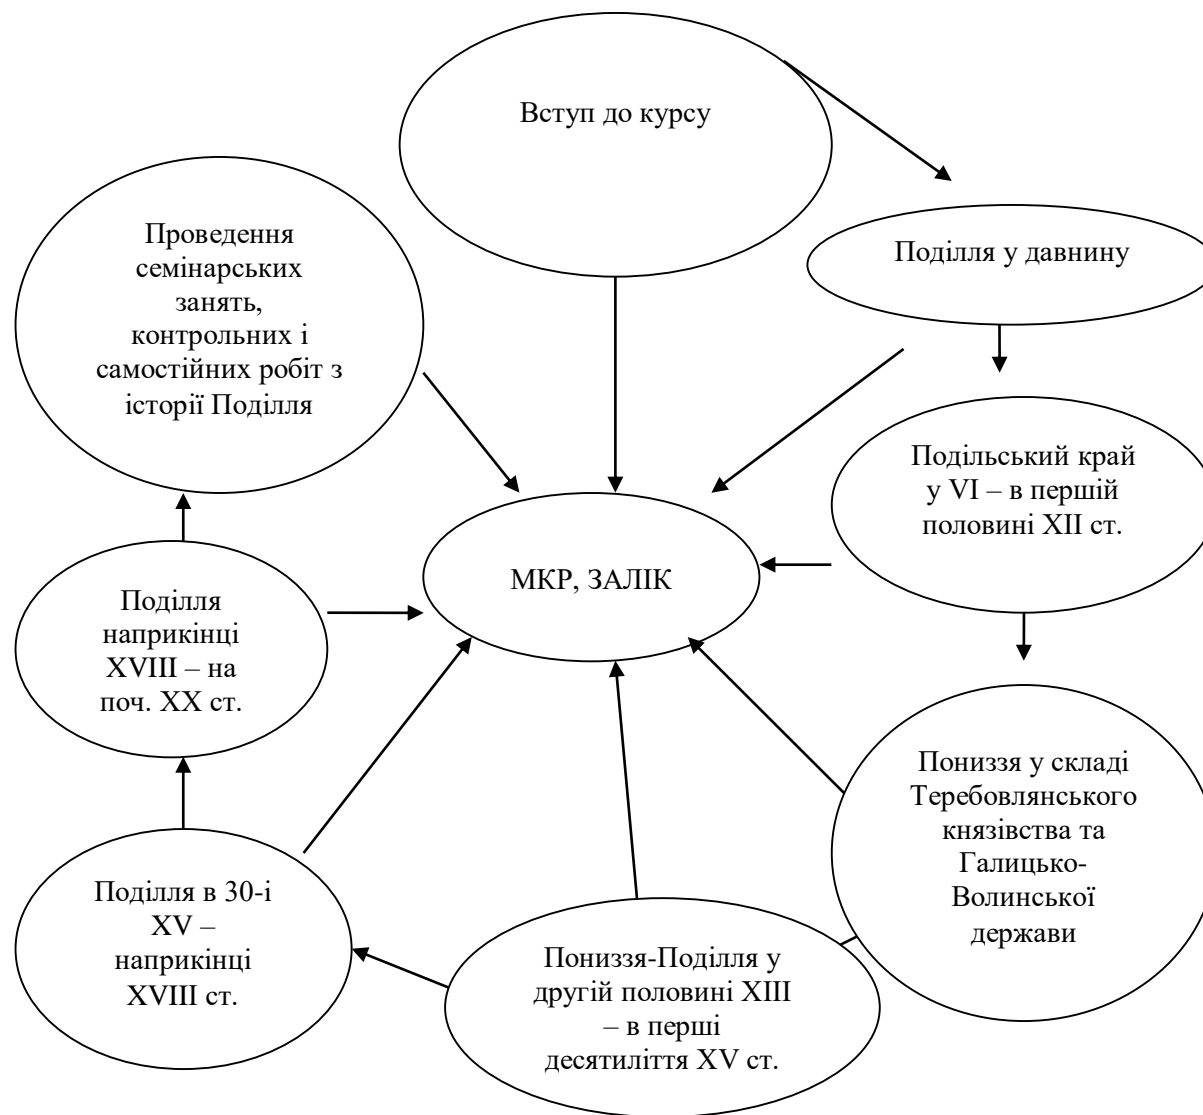 Вступ до курсу
Поділля у давнину
Проведення
семінарських
занять,
контрольних і
самостійних робіт з
історії Поділля
Подільський край
у VI – в першій
половині XII ст.
МКР, ЗАЛІК
Поділля
наприкінці
XVIII – на
поч. XX ст.
Пониззя у складі
Теребовлянського
князівства та
Галицько-
Волинської
держави
Поділля в 30-і
XV –
наприкінці
XVIII ст.
Пониззя-Поділля у
другій половині XIII
– в перші
десятиліття XV ст.